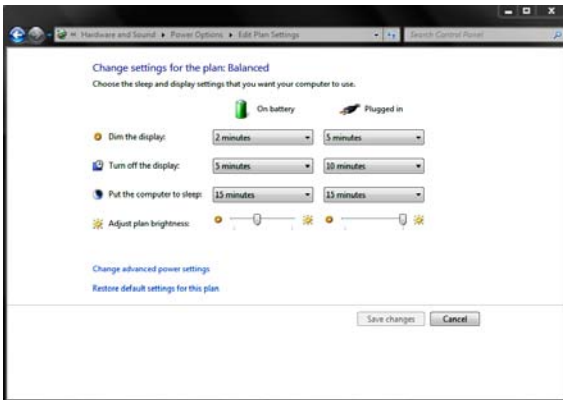 « Hardware and Sound ▸ Power Options ▸ Edit Plan Settings
Search Control Panel
Change settings for the plan: Balanced
Choose the sleep and display settings that you want your computer to use.
On battery Plugged in
Dim the display: 2 minutes 5 minutes
Turn off the display: 5 minutes 10 minutes
Put the computer to sleep: 15 minutes 15 minutes
Adjust plan brightness:
Change advanced power settings
Restore default settings for this plan
Save changes Cancel